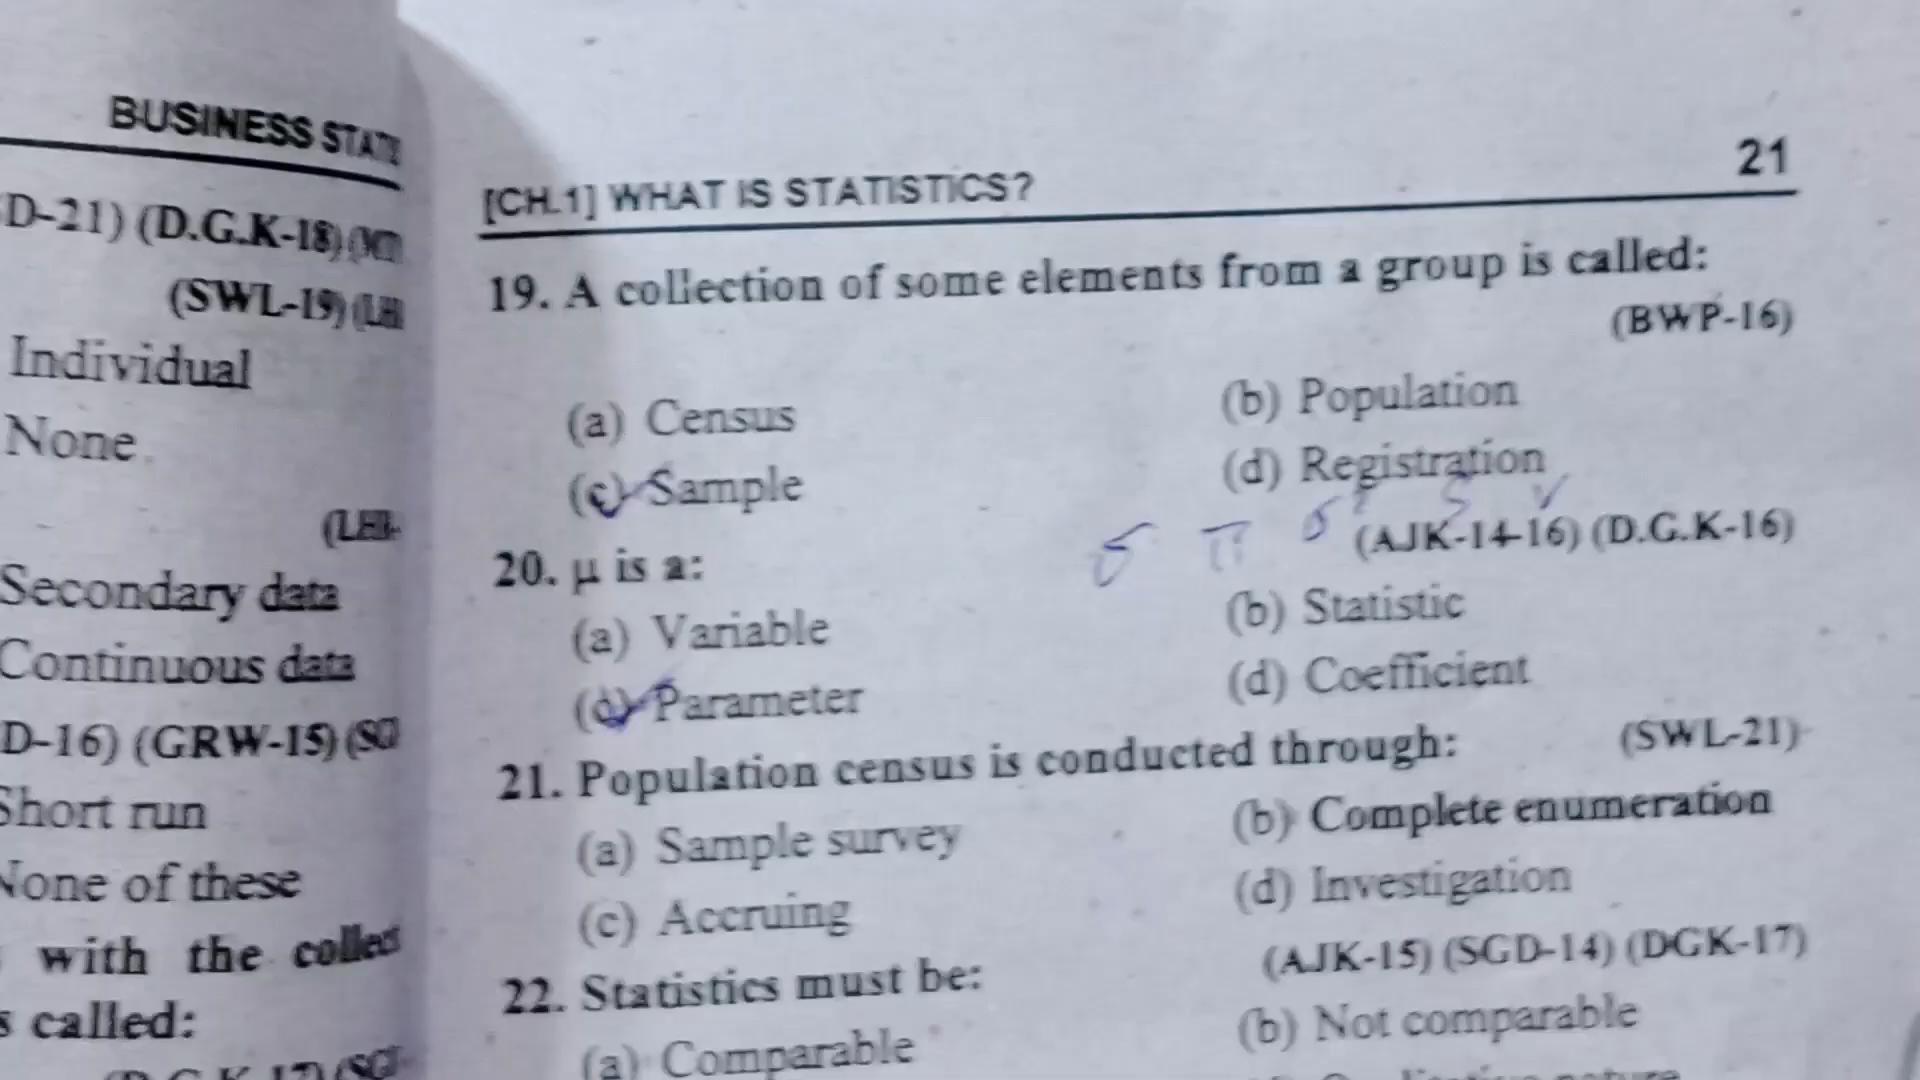 BUSINESS STAT
D-21) (D.G.K-18)
(SWL-19)
Individual
None
Secondary data
Continuous data
D-16) (GRW-15)
Short run
None of these
with the collect
s called:
[CH.1] WHAT IS STATISTICS? 21
19. A collection of some elements from a group is called:
(BWP-16)
(a) Census (b) Population
(c) Sample (d) Registration
20. μ is a: (AJK-14-16) (D.G.K-16)
(a) Variable (b) Statistic
(c) Parameter (d) Coefficient
21. Population census is conducted through: (SWL-21)
(a) Sample survey (b) Complete enumeration
(c) Accruing (d) Investigation
22. Statistics must be: (AJK-15) (SGD-14) (DGK-17)
(a) Comparable (b) Not comparable